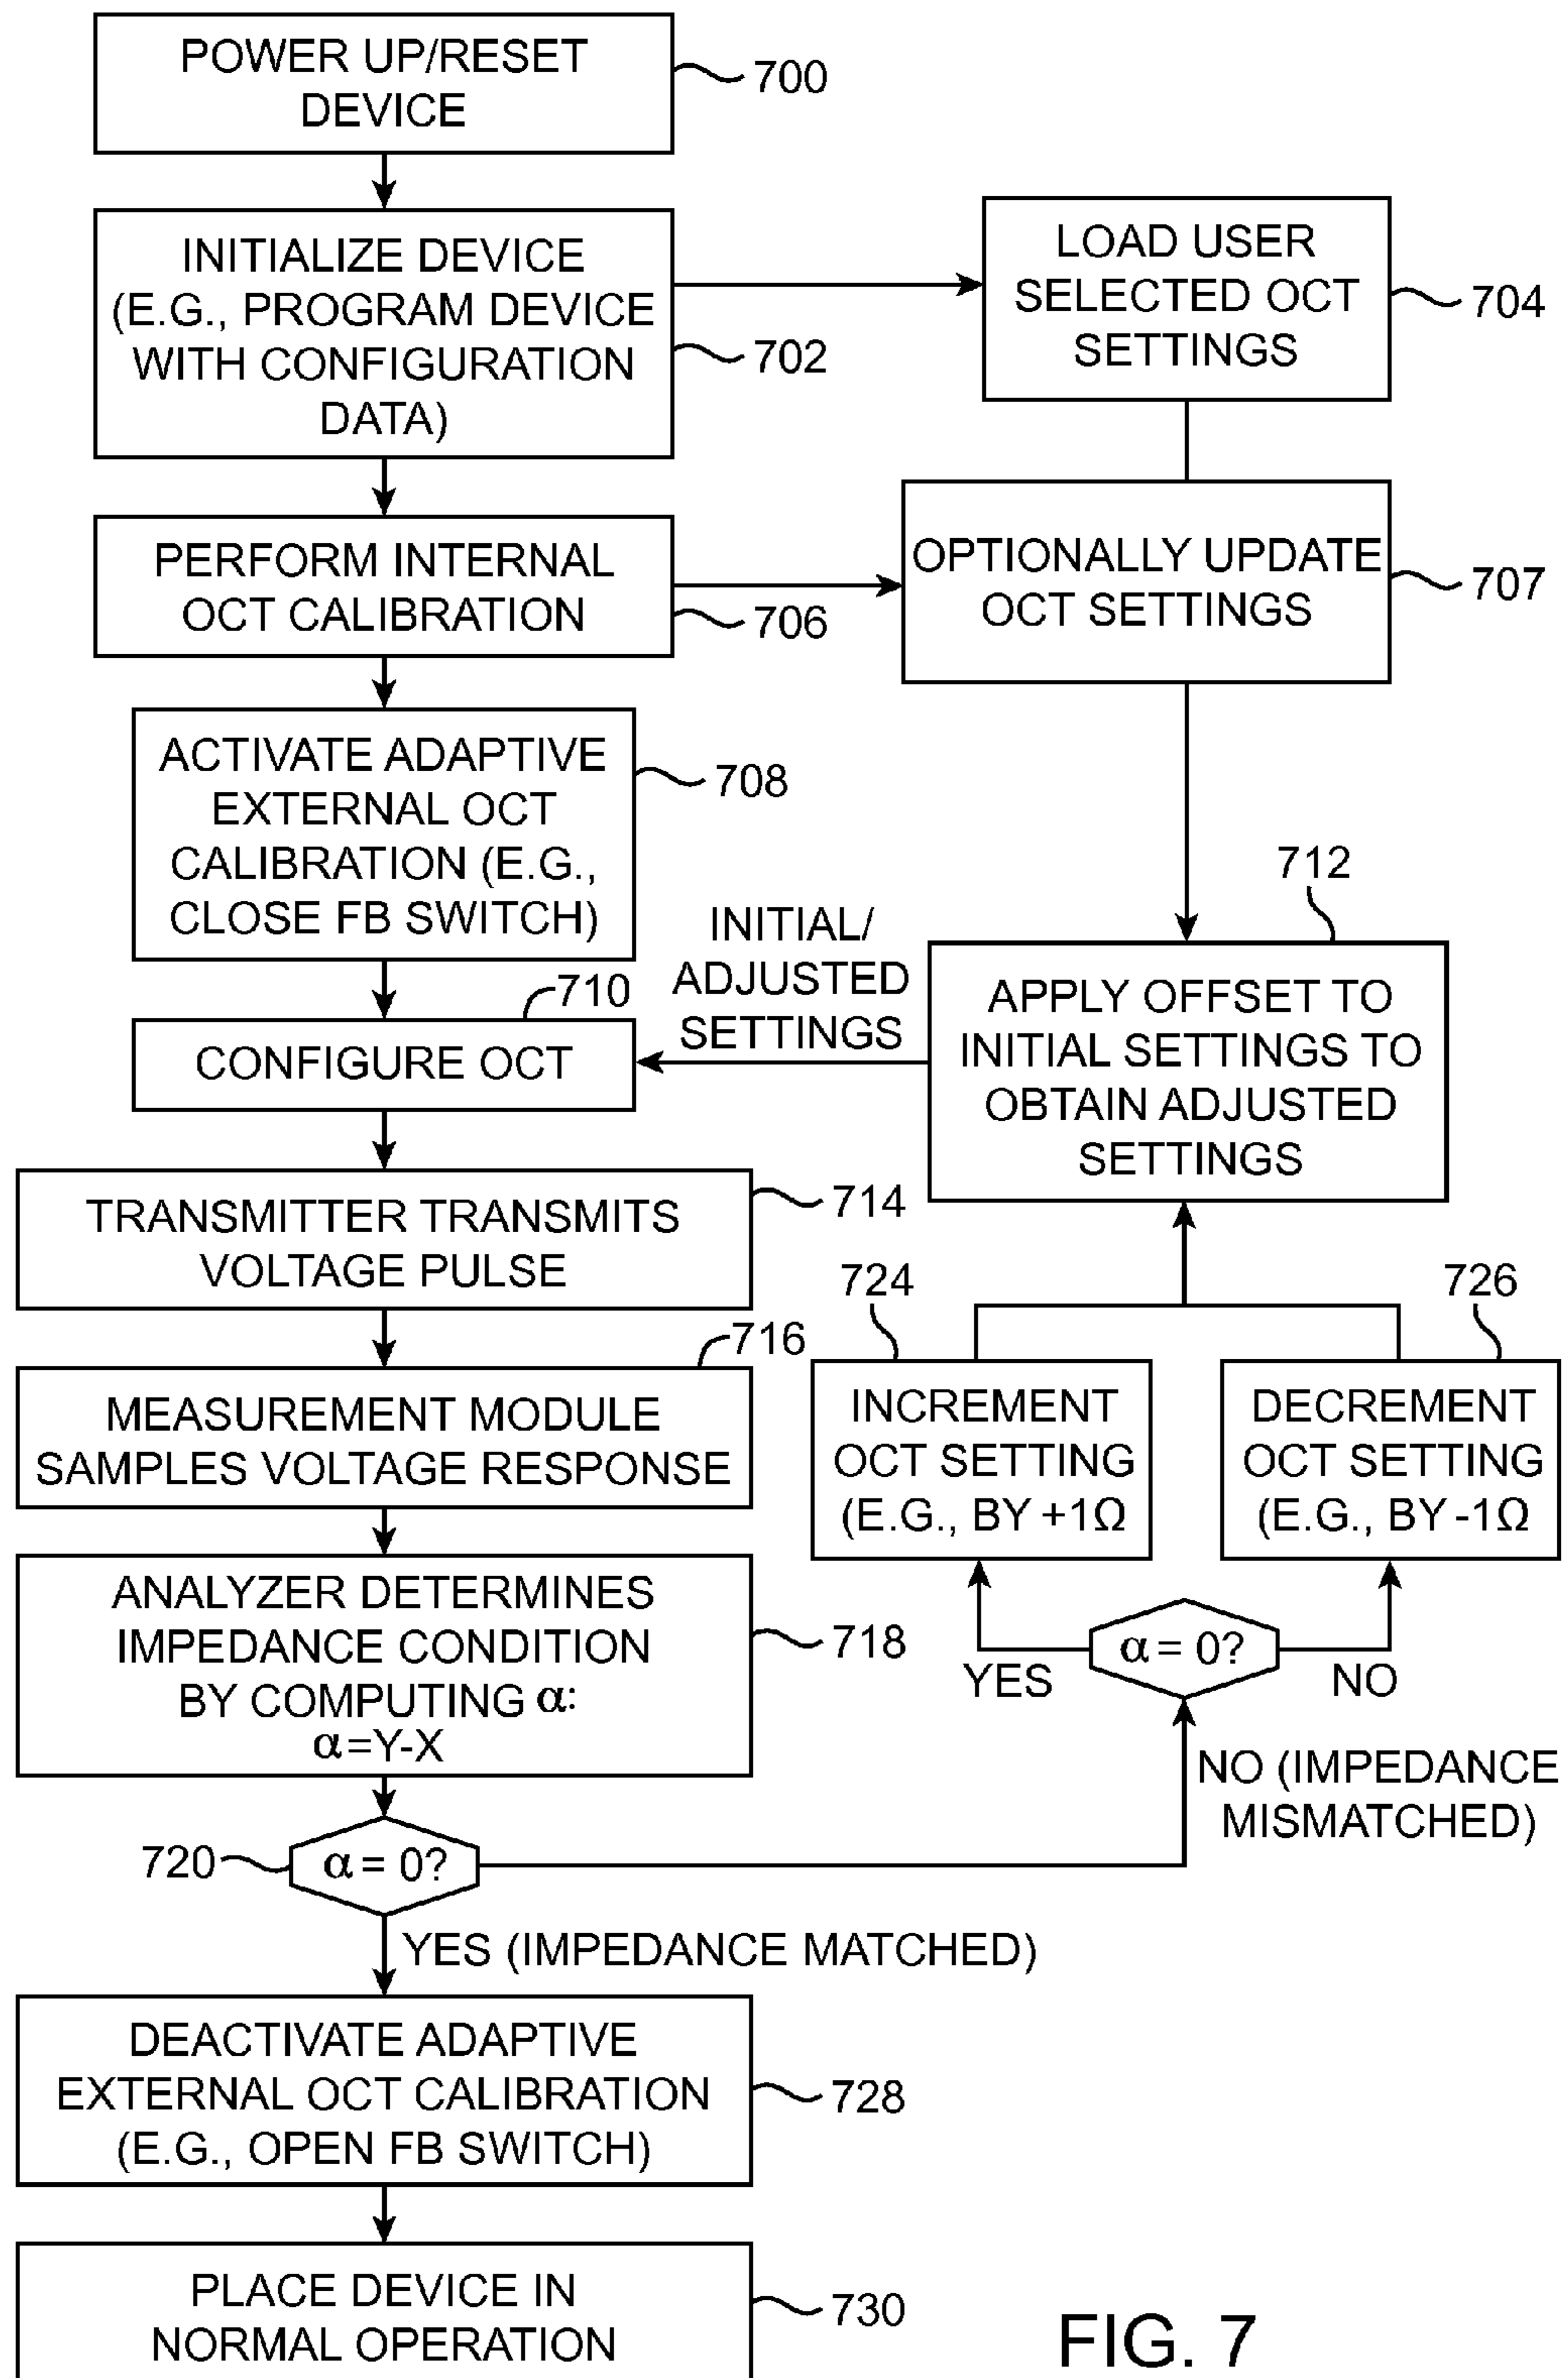 POWER UP/RESET
DEVICE
700
INITIALIZE DEVICE
(E.G., PROGRAM DEVICE
WITH CONFIGURATION
DATA)
702
LOAD USER
SELECTED OCT
SETTINGS
704
PERFORM INTERNAL
OCT CALIBRATION
706
OPTIONALLY UPDATE
OCT SETTINGS
707
ACTIVATE ADAPTIVE
EXTERNAL OCT
CALIBRATION (E.G.,
CLOSE FB SWITCH)
708
INITIAL/
ADJUSTED
SETTINGS
712
APPLY OFFSET TO
INITIAL SETTINGS TO
OBTAIN ADJUSTED
SETTINGS
710
CONFIGURE OCT
TRANSMITTER TRANSMITS
VOLTAGE PULSE
714
716
MEASUREMENT MODULE
SAMPLES VOLTAGE RESPONSE
724
INCREMENT
OCT SETTING
(E.G., BY +1Ω
726
DECREMENT
OCT SETTING
(E.G., BY -1Ω
ANALYZER DETERMINES
IMPEDANCE CONDITION
BY COMPUTING α:
α=Y-X
718
α = 0?
YES
NO
NO (IMPEDANCE
MISMATCHED)
720
α = 0?
YES (IMPEDANCE MATCHED)
DEACTIVATE ADAPTIVE
EXTERNAL OCT CALIBRATION
(E.G., OPEN FB SWITCH)
728
PLACE DEVICE IN
NORMAL OPERATION
730
FIG. 7